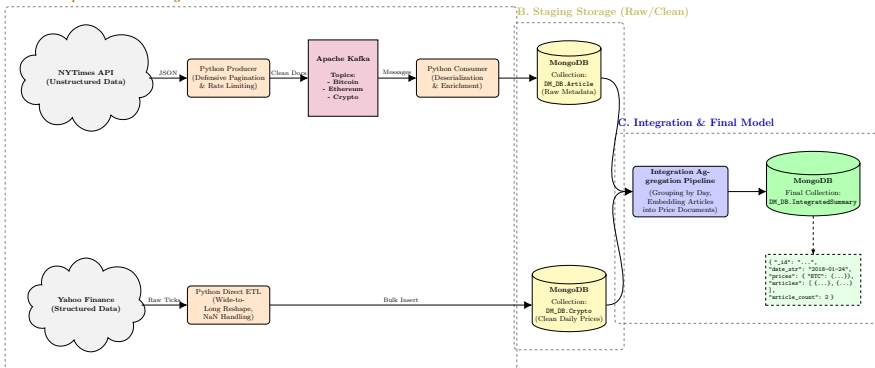 B. Staging Storage (Raw/Clean)
NYTimes API
(Unstructured Data)
JSON
Python Producer
(Defensive Pagination
& Rate Limiting)
Clean Docs
Apache Kafka
Topics:
- Bitcoin
- Ethereum
- Crypto
Messages
Python Consumer
(Deserialization
& Enrichment)
MongoDB
Collection:
DM_DB.Article
(Raw Metadata)
C. Integration & Final Model
Integration Ag-
gregation Pipeline
(Grouping by Day,
Embedding Articles
into Price Documents)
MongoDB
Final Collection:
DM_DB.IntegratedSummary
{ "_id": "...",
"date_str": "2018-01-24",
"prices": { "BTC": {...}},
"articles": [ {...}, {...}
],
"article_count": 2 }
Yahoo Finance
(Structured Data)
Raw Ticks
Python Direct ETL
(Wide-to-
Long Reshape,
NaN Handling)
Bulk Insert
MongoDB
Collection:
DM_DB.Crypto
(Clean Daily Prices)